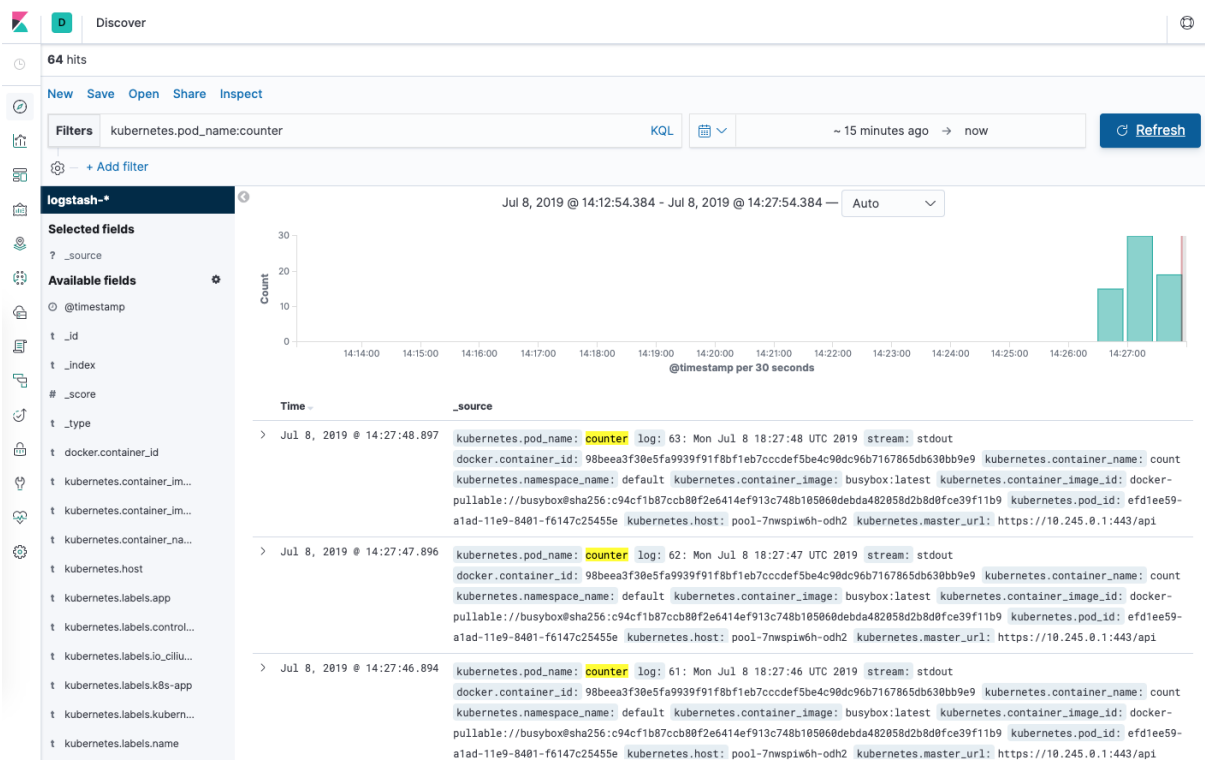 D Discover
64 hits
New Save Open Share Inspect
Filters kubernetes.pod_name:counter KQL ~ 15 minutes ago → now Refresh
+ Add filter
logstash-*
Selected fields
? _source
Available fields
@timestamp
t _id
t _index
# _score
t _type
t docker.container_id
t kubernetes.container_im...
t kubernetes.container_im...
t kubernetes.container_na...
t kubernetes.host
t kubernetes.labels.app
t kubernetes.labels.control...
t kubernetes.labels.io_ciliu...
t kubernetes.labels.k8s-app
t kubernetes.labels.kubern...
t kubernetes.labels.name
Jul 8, 2019 @ 14:12:54.384 - Jul 8, 2019 @ 14:27:54.384 — Auto
Count
30
20
10
0
14:14:00 14:15:00 14:16:00 14:17:00 14:18:00 14:19:00 14:20:00 14:21:00 14:22:00 14:23:00 14:24:00 14:25:00 14:26:00 14:27:00
@timestamp per 30 seconds
Time _source
Jul 8, 2019 @ 14:27:48.897 kubernetes.pod_name: counter log: 63: Mon Jul 8 18:27:48 UTC 2019 stream: stdout
docker.container_id: 98beea3f30e5fa9939f91f8bf1eb7cccdef5be4c90dc96b7167865db630bb9e9 kubernetes.container_name: count
kubernetes.namespace_name: default kubernetes.container_image: busybox:latest kubernetes.container_image_id: docker-
pullable://busybox@sha256:c94cf1b87ccb80f2e6414ef913c748b105060debda482058d2b8d0fce39f11b9 kubernetes.pod_id: efd1ee59-
a1ad-11e9-8401-f6147c25455e kubernetes.host: pool-7nwspiw6h-odh2 kubernetes.master_url: https://10.245.0.1:443/api
Jul 8, 2019 @ 14:27:47.896 kubernetes.pod_name: counter log: 62: Mon Jul 8 18:27:47 UTC 2019 stream: stdout
docker.container_id: 98beea3f30e5fa9939f91f8bf1eb7cccdef5be4c90dc96b7167865db630bb9e9 kubernetes.container_name: count
kubernetes.namespace_name: default kubernetes.container_image: busybox:latest kubernetes.container_image_id: docker-
pullable://busybox@sha256:c94cf1b87ccb80f2e6414ef913c748b105060debda482058d2b8d0fce39f11b9 kubernetes.pod_id: efd1ee59-
a1ad-11e9-8401-f6147c25455e kubernetes.host: pool-7nwspiw6h-odh2 kubernetes.master_url: https://10.245.0.1:443/api
Jul 8, 2019 @ 14:27:46.894 kubernetes.pod_name: counter log: 61: Mon Jul 8 18:27:46 UTC 2019 stream: stdout
docker.container_id: 98beea3f30e5fa9939f91f8bf1eb7cccdef5be4c90dc96b7167865db630bb9e9 kubernetes.container_name: count
kubernetes.namespace_name: default kubernetes.container_image: busybox:latest kubernetes.container_image_id: docker-
pullable://busybox@sha256:c94cf1b87ccb80f2e6414ef913c748b105060debda482058d2b8d0fce39f11b9 kubernetes.pod_id: efd1ee59-
a1ad-11e9-8401-f6147c25455e kubernetes.host: pool-7nwspiw6h-odh2 kubernetes.master_url: https://10.245.0.1:443/api